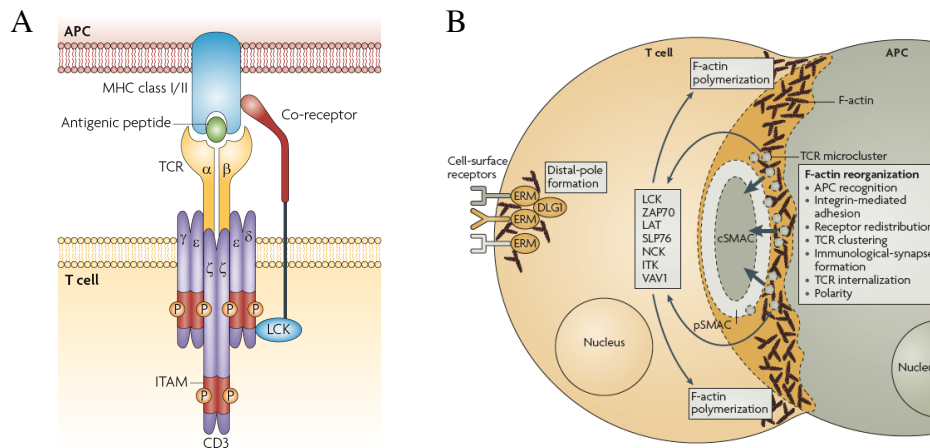 A
APC
MHC class I/II
Co-receptor
Antigenic peptide
TCR
α
β
γ
ε
ε
δ
ζ
ζ
T cell
P
P
P
P
LCK
ITAM
P
P
CD3
B
T cell
APC
F-actin
polymerization
F-actin
Cell-surface
receptors
Distal-pole
formation
TCR microcluster
ERM
DLG1
ERM
ERM
LCK
ZAP70
LAT
SLP76
NCK
ITK
VAV1
cSMAC
F-actin reorganization
• APC recognition
• Integrin-mediated
adhesion
• Receptor redistribution
• TCR clustering
• Immunological-synapse
formation
• TCR internalization
• Polarity
pSMAC
Nucleus
F-actin
polymerization